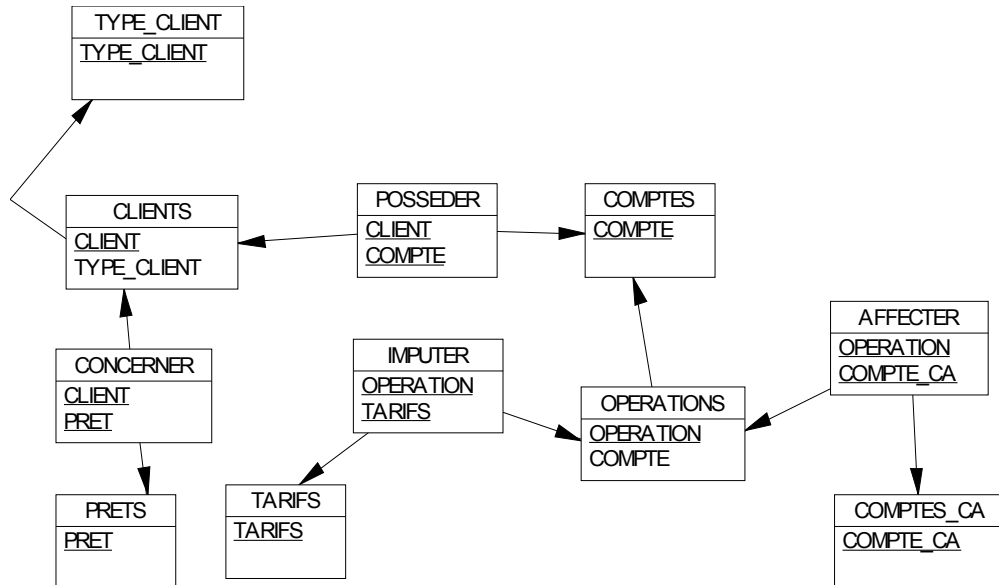 TYPE_CLIENT
TYPE_CLIENT
CLIENTS
CLIENT
TYPE_CLIENT
POSSEDER
CLIENT
COMPTE
COMPTES
COMPTE
CONCERNER
CLIENT
PRET
IMPUTER
OPERATION
TARIFS
OPERATIONS
OPERATION
COMPTE
AFFECTER
OPERATION
COMPTE_CA
PRETS
PRET
TARIFS
TARIFS
COMPTES_CA
COMPTE_CA